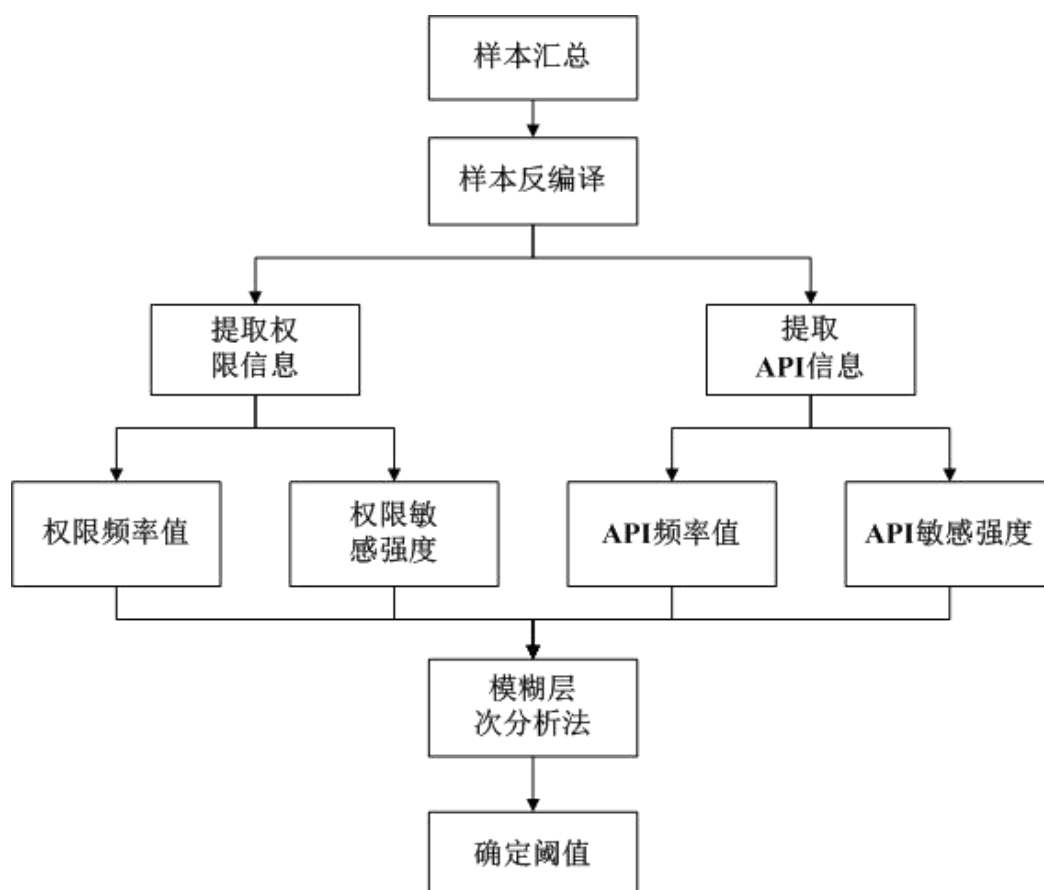 样本汇总
样本反编译
提取权
限信息
提取
API信息
权限频率值
权限敏
感强度
API频率值
API敏感强度
模糊层
次分析法
确定阈值